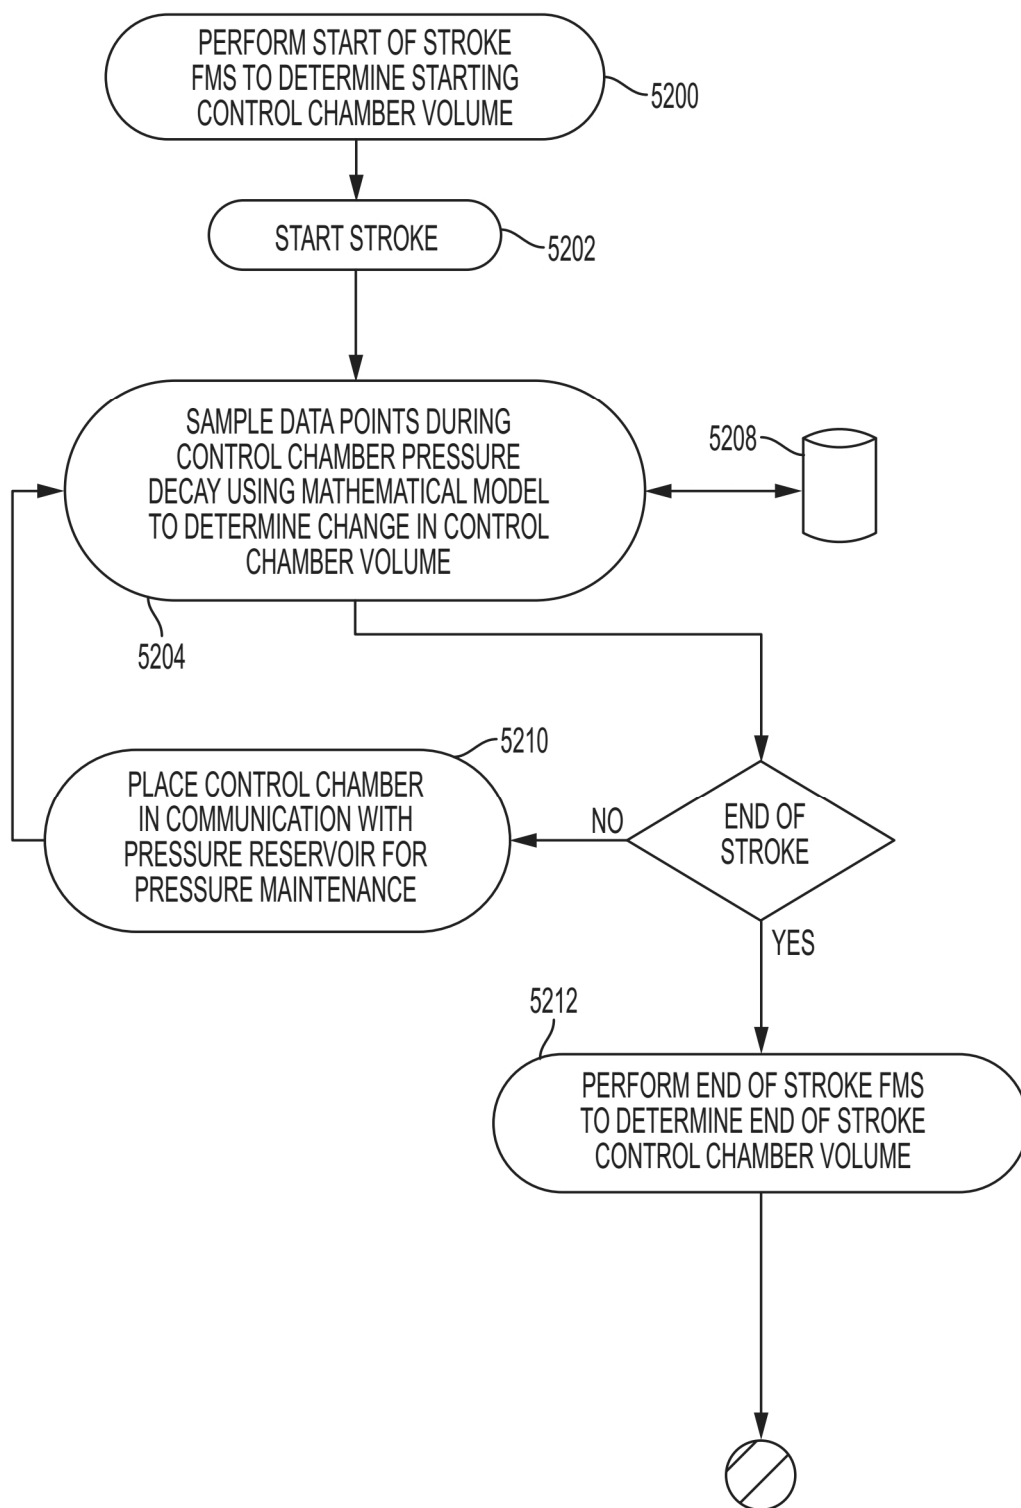 PERFORM START OF STROKE
FMS TO DETERMINE STARTING
CONTROL CHAMBER VOLUME
5200
START STROKE
5202
SAMPLE DATA POINTS DURING
CONTROL CHAMBER PRESSURE
DECAY USING MATHEMATICAL MODEL
TO DETERMINE CHANGE IN CONTROL
CHAMBER VOLUME
5208
5204
5210
PLACE CONTROL CHAMBER
IN COMMUNICATION WITH
PRESSURE RESERVOIR FOR
PRESSURE MAINTENANCE
NO
END OF
STROKE
YES
5212
PERFORM END OF STROKE FMS
TO DETERMINE END OF STROKE
CONTROL CHAMBER VOLUME